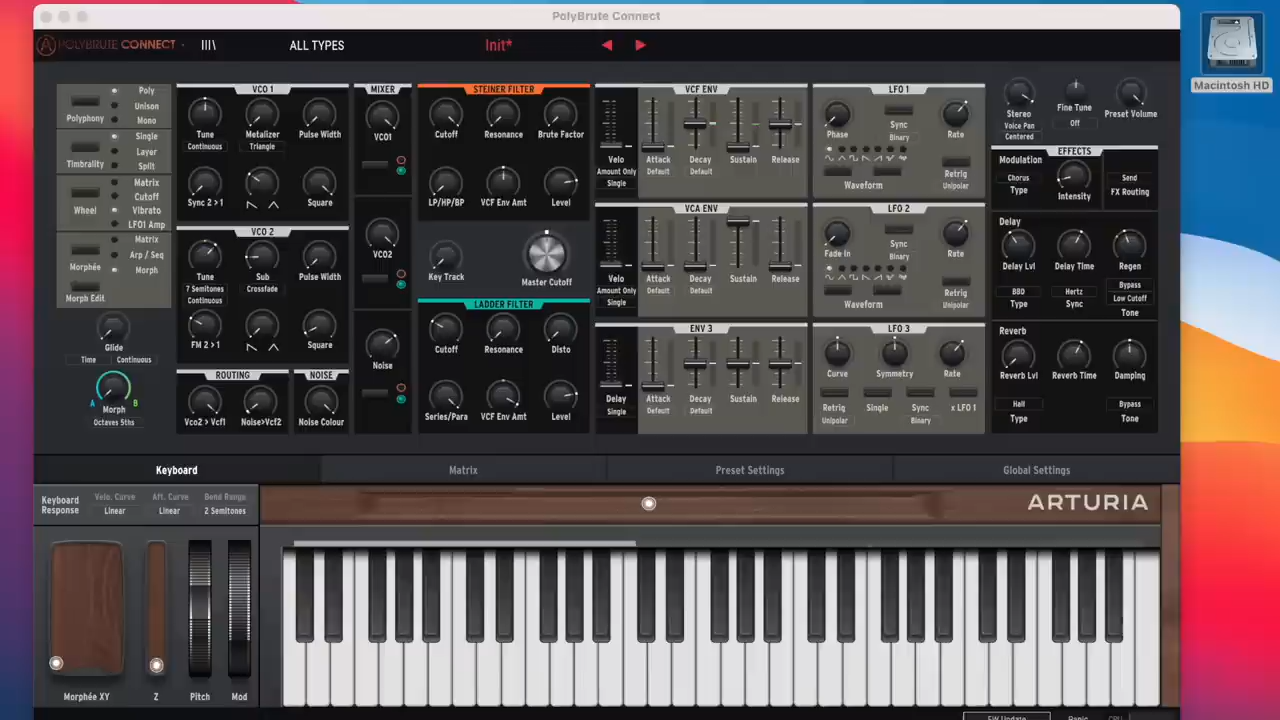 PolyBrute Connect
POLYBRUTE CONNECT
ALL TYPES
Init*
Macintosh HD
Polyphony
Poly
Unison
Mono
Timbrality
Single
Layer
Split
Wheel
Matrix
Cutoff
Vibrato
LFO1 Amp
Morphée
Matrix
Arp / Seq
Morph
Morph Edit
Glide
Time
Continuous
A
B
Morph
Octaves 5ths
VCO 1
Tune
Metalizer
Pulse Width
Continuous
Triangle
Sync 2 > 1
Square
VCO 2
Tune
Sub
Pulse Width
7 Semitones
Crossfade
Continuous
FM 2 > 1
Square
ROUTING
Vco2 > Vcf1
Noise>Vcf2
NOISE
Noise Colour
MIXER
VCO1
VCO2
Noise
STEINER FILTER
Cutoff
Resonance
Brute Factor
LP/HP/BP
VCF Env Amt
Level
Key Track
Master Cutoff
LADDER FILTER
Cutoff
Resonance
Disto
Series/Para
VCF Env Amt
Level
VCF ENV
Velo
Attack
Decay
Sustain
Release
Amount Only
Default
Default
Single
VCA ENV
Velo
Attack
Decay
Sustain
Release
Amount Only
Default
Default
Single
ENV 3
Delay
Attack
Decay
Sustain
Release
Single
Default
Default
LFO 1
Phase
Sync
Binary
Rate
Waveform
Retrig
Unipolar
LFO 2
Fade In
Sync
Binary
Rate
Waveform
Retrig
Unipolar
LFO 3
Curve
Symmetry
Rate
Retrig
Single
Sync
x LFO 1
Unipolar
Binary
Stereo
Voice Pan
Centered
Fine Tune
Off
Preset Volume
EFFECTS
Modulation
Chorus
Type
Intensity
Send
FX Routing
Delay
Delay Lvl
Delay Time
Regen
BBD
Type
Hertz
Sync
Bypass
Low Cutoff
Tone
Reverb
Reverb Lvl
Reverb Time
Damping
Hall
Type
Bypass
Tone
Keyboard
Matrix
Preset Settings
Global Settings
Keyboard
Response
Velo. Curve
Linear
Aft. Curve
Linear
Bend Range
2 Semitones
ARTURIA
Morphée XY
Z
Pitch
Mod
FW Update
Panic
CPU